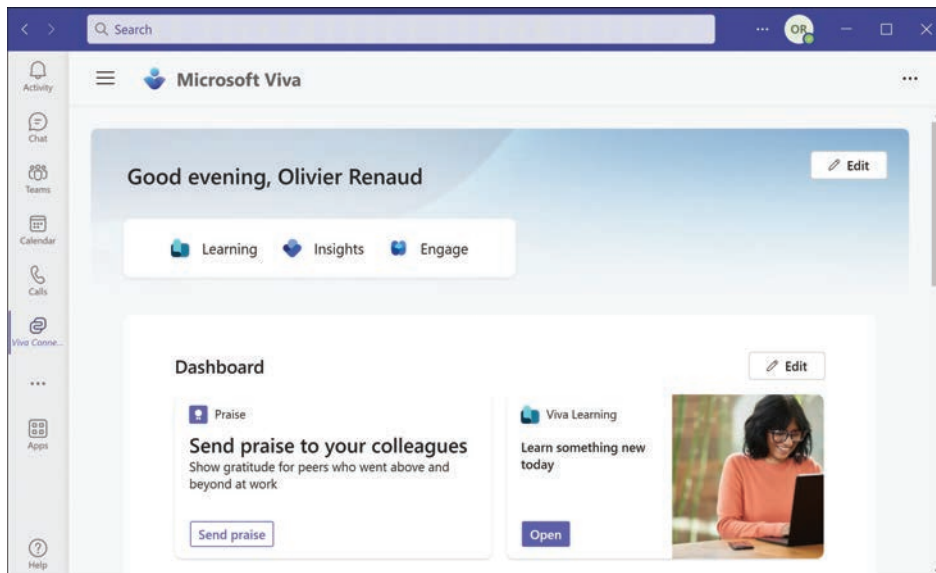 Search
OR
Activity
Chat
Teams
Calendar
Calls
Viva Conne...
Apps
Help
Microsoft Viva
Good evening, Olivier Renaud
Edit
Learning
Insights
Engage
Dashboard
Edit
Praise
Send praise to your colleagues
Show gratitude for peers who went above and
beyond at work
Send praise
Viva Learning
Learn something new
today
Open